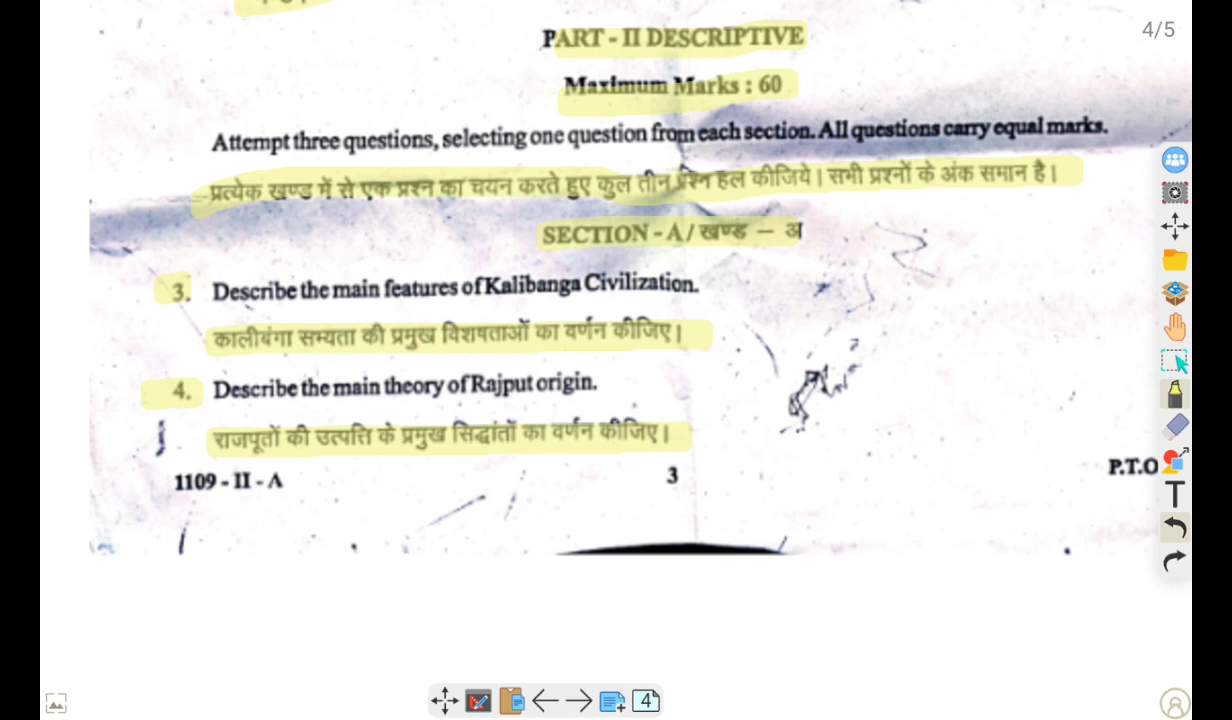 4/5
PART - II DESCRIPTIVE
Maximum Marks : 60
Attempt three questions, selecting one question from each section. All questions carry equal marks.
प्रत्येक खण्ड में से एक प्रश्न का चयन करते हुए कुल तीन प्रश्न हल कीजिये। सभी प्रश्नों के अंक समान है।
SECTION - A / खण्ड – अ
3. Describe the main features of Kalibanga Civilization.
कालीबंगा सभ्यता की प्रमुख विशषताओं का वर्णन कीजिए।
4. Describe the main theory of Rajput origin.
राजपूतों की उत्पत्ति के प्रमुख सिद्धांतों का वर्णन कीजिए।
1109 - II - A
3
P.T.O
T
4